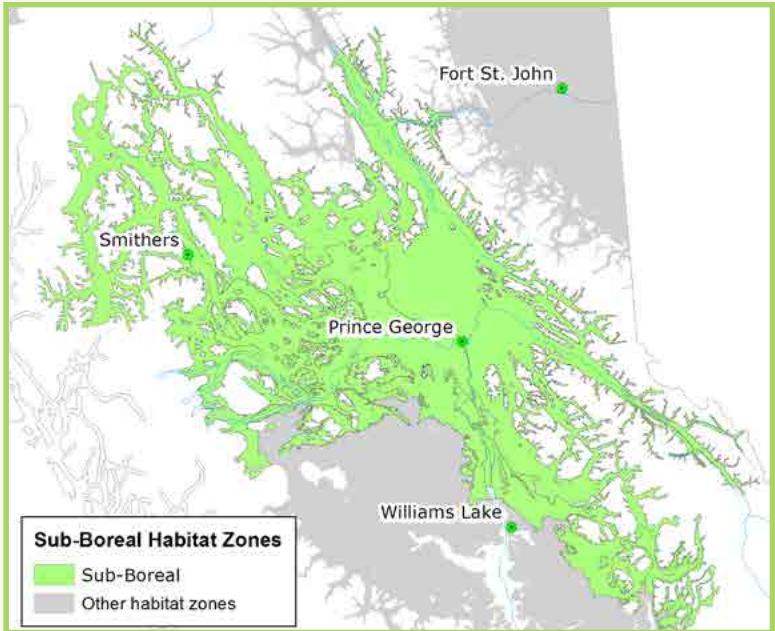 Fort St. John
Smithers
Prince George
Williams Lake
Sub-Boreal Habitat Zones
Sub-Boreal
Other habitat zones